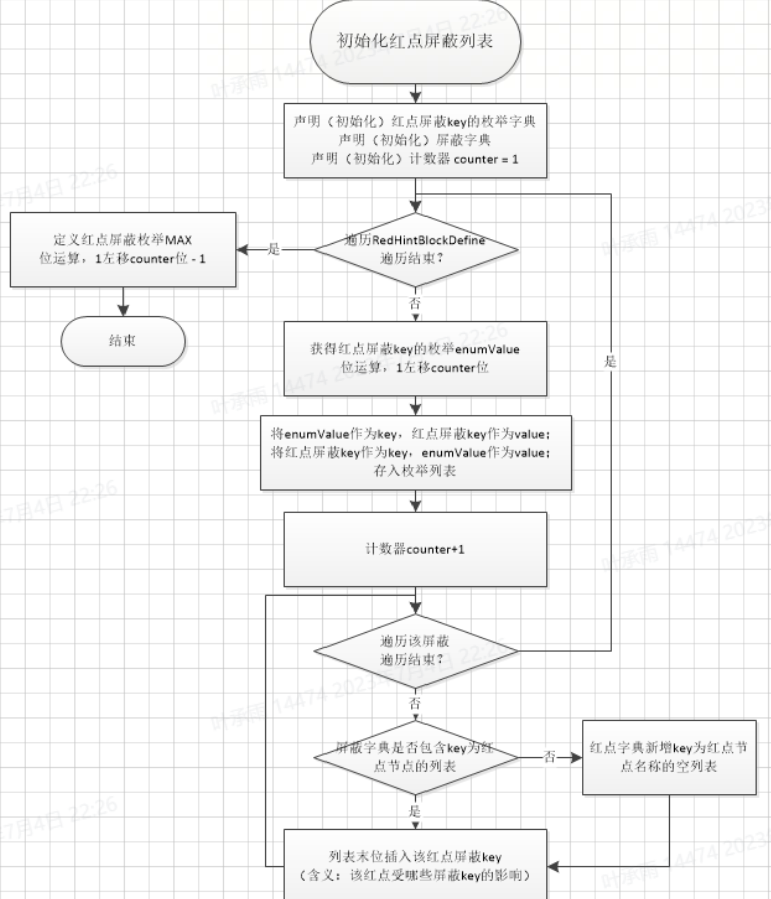 初始化红点屏蔽列表
声明（初始化）红点屏蔽key的枚举字典
声明（初始化）屏蔽字典
声明（初始化）计数器 counter = 1
遍历RedHintBlockDefine
遍历结束？
是
定义红点屏蔽枚举MAX
位运算，1左移counter位 - 1
结束
否
获得红点屏蔽key的枚举enumValue
位运算，1左移counter位
是
将enumValue作为key，红点屏蔽key作为value；
将红点屏蔽key作为key，enumValue作为value；
存入枚举列表
计数器counter+1
遍历该屏蔽
遍历结束？
否
屏蔽字典是否包含key为红
点节点的列表
否
红点字典新增key为红点节
点名称的空列表
是
列表末位插入该红点屏蔽key
（含义：该红点受哪些屏蔽key的影响）
叶承雨 14474 2023
7月4日 22:26